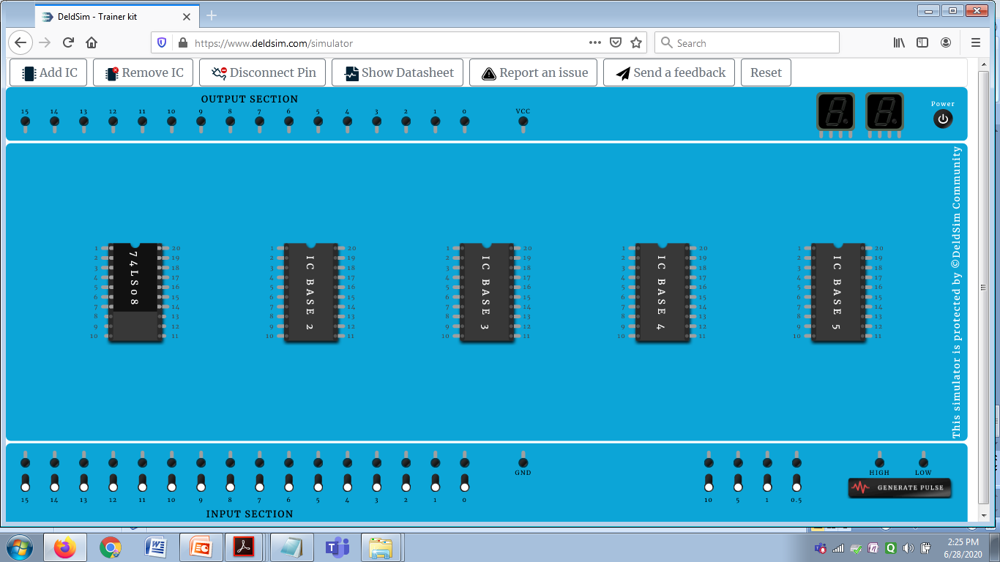 DeldSim - Trainer kit
https://www.deldsim.com/simulator
Search
Add IC Remove IC Disconnect Pin Show Datasheet Report an issue Send a feedback Reset
OUTPUT SECTION
15 14 13 12 11 10 9 8 7 6 5 4 3 2 1 0 VCC
Power
This simulator is protected by ©DeldSim Community
74LS08
1 2 3 4 5 6 7 8 9 10
20 19 18 17 16 15 14 13 12 11
IC BASE 2
1 2 3 4 5 6 7 8 9 10
20 19 18 17 16 15 14 13 12 11
IC BASE 3
1 2 3 4 5 6 7 8 9 10
20 19 18 17 16 15 14 13 12 11
IC BASE 4
1 2 3 4 5 6 7 8 9 10
20 19 18 17 16 15 14 13 12 11
IC BASE 5
1 2 3 4 5 6 7 8 9 10
20 19 18 17 16 15 14 13 12 11
GND HIGH LOW
GENERATE PULSE
15 14 13 12 11 10 9 8 7 6 5 4 3 2 1 0 10 5 1 0.5
INPUT SECTION
2:25 PM
6/28/2020